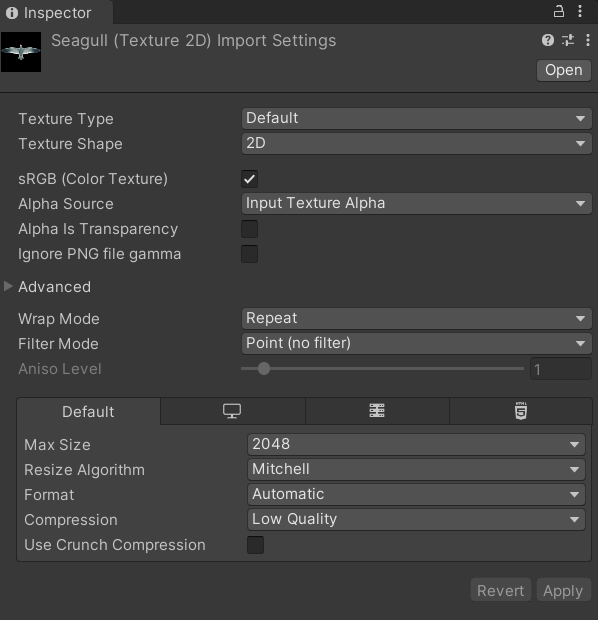 Inspector
Seagull (Texture 2D) Import Settings
Open
Texture Type Default
Texture Shape 2D
sRGB (Color Texture)
Alpha Source Input Texture Alpha
Alpha Is Transparency
Ignore PNG file gamma
Advanced
Wrap Mode Repeat
Filter Mode Point (no filter)
Aniso Level 1
Default
Max Size 2048
Resize Algorithm Mitchell
Format Automatic
Compression Low Quality
Use Crunch Compression
Revert Apply